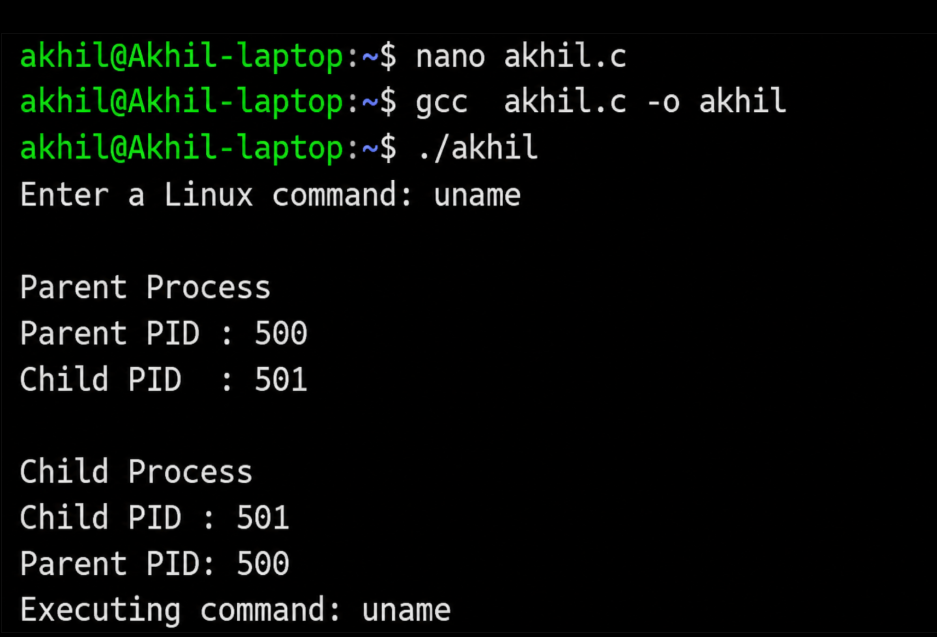 akhil@Akhil-laptop:~$ nano akhil.c
akhil@Akhil-laptop:~$ gcc  akhil.c -o akhil
akhil@Akhil-laptop:~$ ./akhil
Enter a Linux command: uname
Parent Process
Parent PID : 500
Child PID  : 501
Child Process
Child PID : 501
Parent PID: 500
Executing command: uname